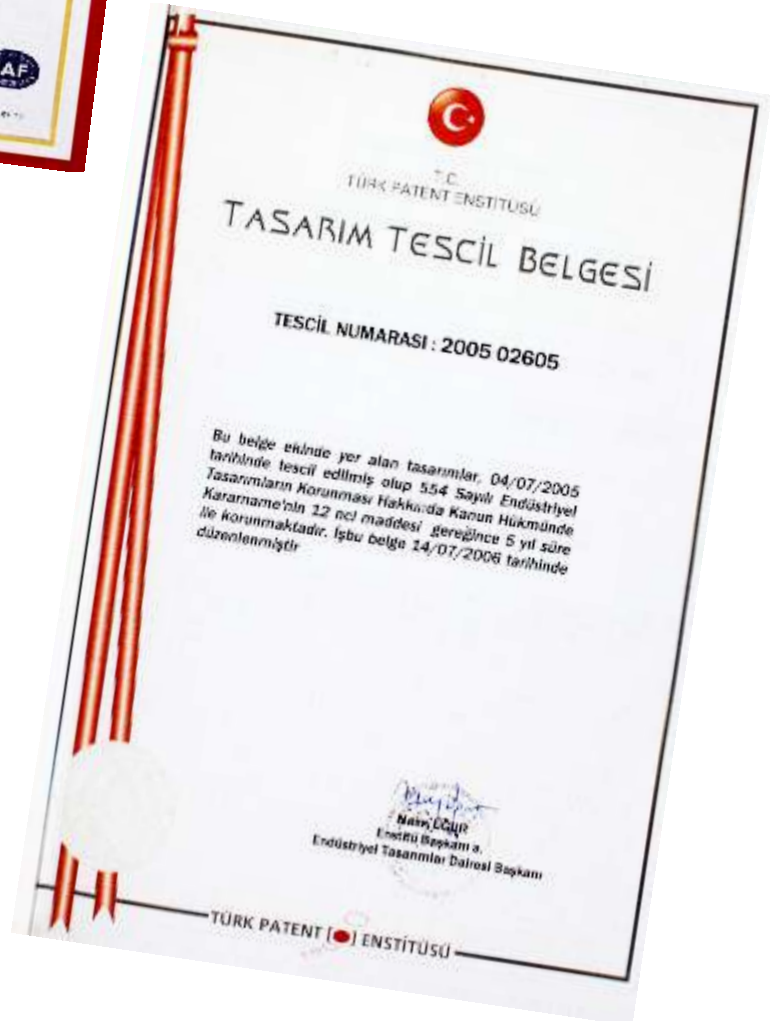 AF
T.C.
TÜRK PATENT ENSTİTÜSÜ
TASARIM TESCİL BELGESİ
TESCİL NUMARASI : 2005 02605
Bu belge ekinde yer alan tasarımlar, 04/07/2005
tarihinde tescil edilmiş olup 554 Sayılı Endüstriyel
Tasarımların Korunması Hakkında Kanun Hükmünde
Kararname'nin 12 nci maddesi gereğince 5 yıl süre
ile korunmaktadır. İşbu belge 14/07/2006 tarihinde
düzenlenmiştir
Enstitü Başkanı a.
Endüstriyel Tasarımlar Dairesi Başkanı
TÜRK PATENT [ ] ENSTİTÜSÜ